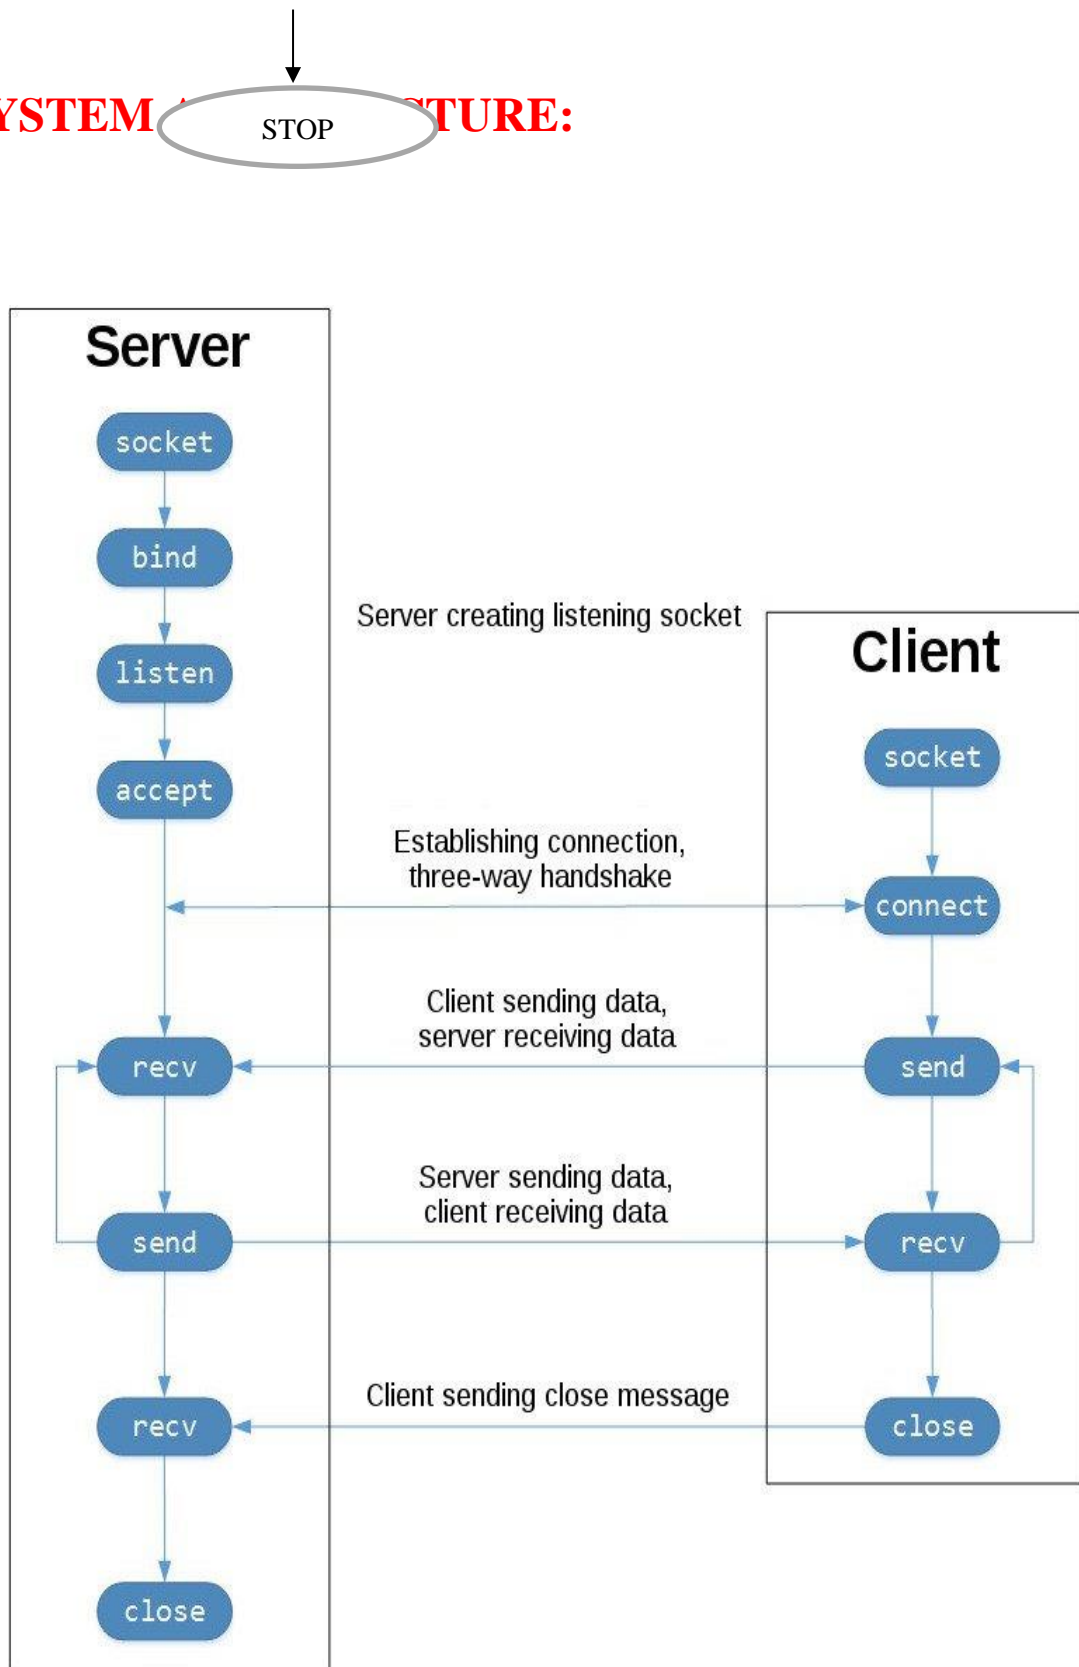 STOP
TURE:
Server
socket
bind
listen
accept
recv
send
recv
close
Server creating listening socket
Establishing connection,
three-way handshake
Client sending data,
server receiving data
Server sending data,
client receiving data
Client sending close message
Client
socket
connect
send
recv
close